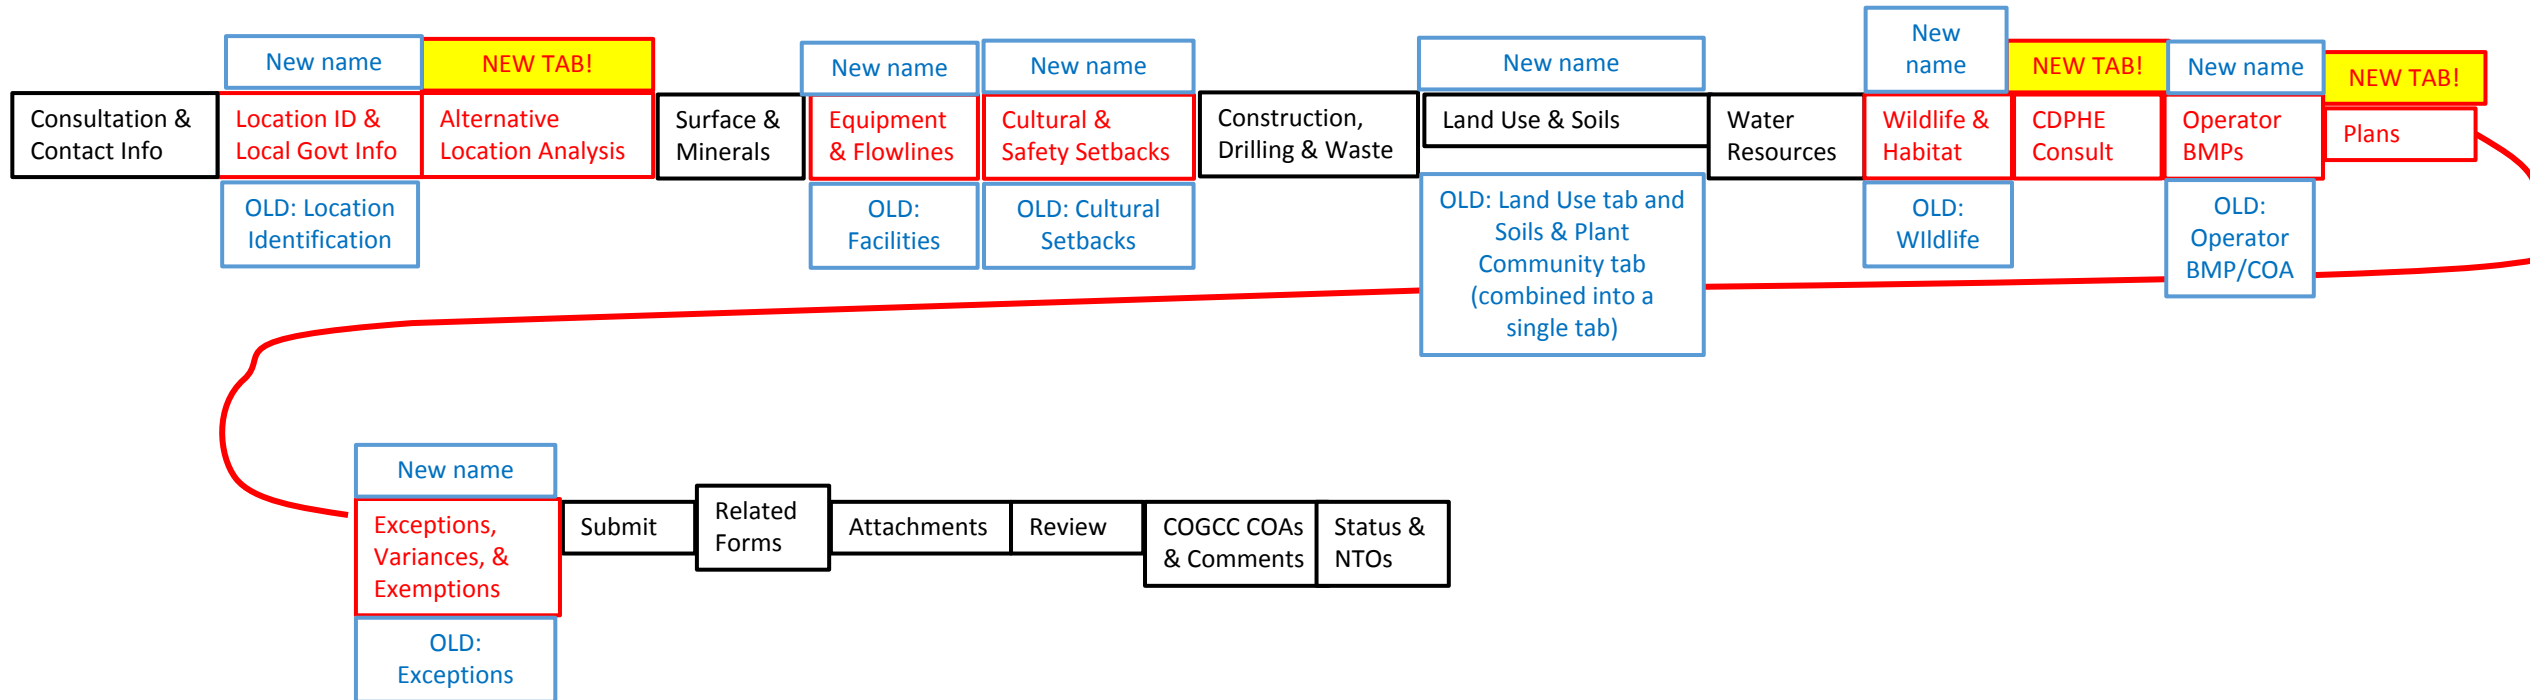 New name
NEW TAB!
New name
New name
New name
New
name
NEW TAB!
New name
NEW TAB!
Consultation &
Contact Info
Location ID &
Local Govt Info
Alternative
Location Analysis
Surface &
Minerals
Equipment
& Flowlines
Cultural &
Safety Setbacks
Construction,
Drilling & Waste
Land Use & Soils
Water
Resources
Wildlife &
Habitat
CDPHE
Consult
Operator
BMPs
Plans
OLD: Location
Identification
OLD:
Facilities
OLD: Cultural
Setbacks
OLD: Land Use tab and
Soils & Plant
Community tab
(combined into a
single tab)
OLD:
WIldlife
OLD:
Operator
BMP/COA
New name
Exceptions,
Variances, &
Exemptions
Submit
Related
Forms
Attachments
Review
COGCC COAs
& Comments
Status &
NTOs
OLD:
Exceptions